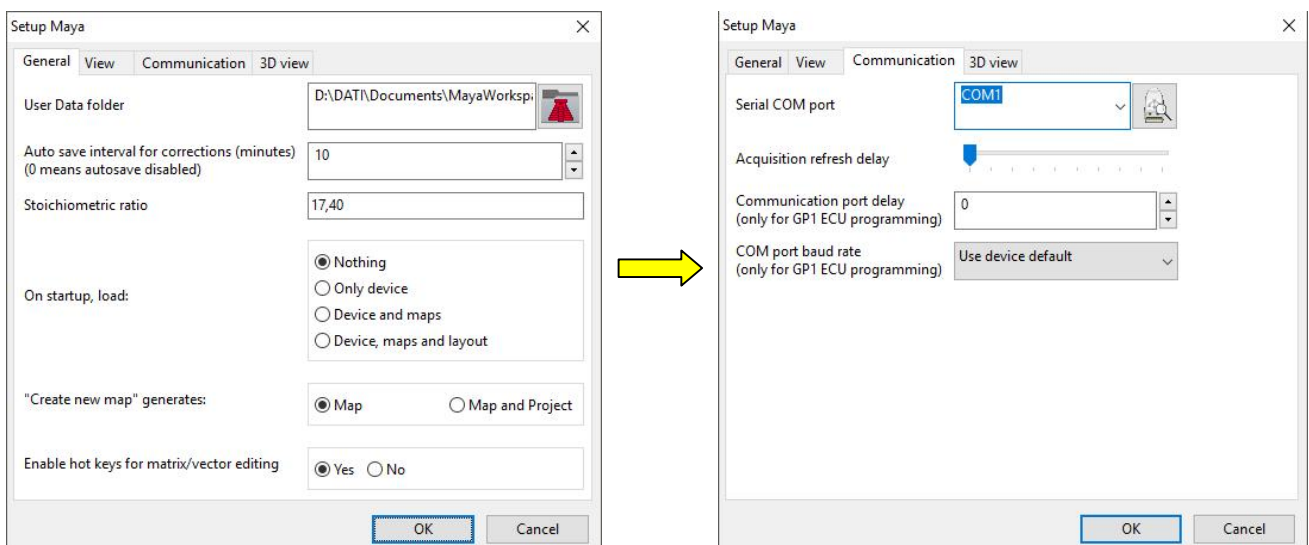 Setup Maya
General View Communication 3D view
User Data folder
D:\DATI\Documents\MayaWorksp
Auto save interval for corrections (minutes)
(0 means autosave disabled)
10
Stoichiometric ratio
17,40
On startup, load:
Nothing
Only device
Device and maps
Device, maps and layout
"Create new map" generates:
Map
Map and Project
Enable hot keys for matrix/vector editing
Yes
No
OK
Cancel
Setup Maya
General View Communication 3D view
Serial COM port
COM1
Acquisition refresh delay
Communication port delay
(only for GP1 ECU programming)
0
COM port baud rate
(only for GP1 ECU programming)
Use device default
OK
Cancel